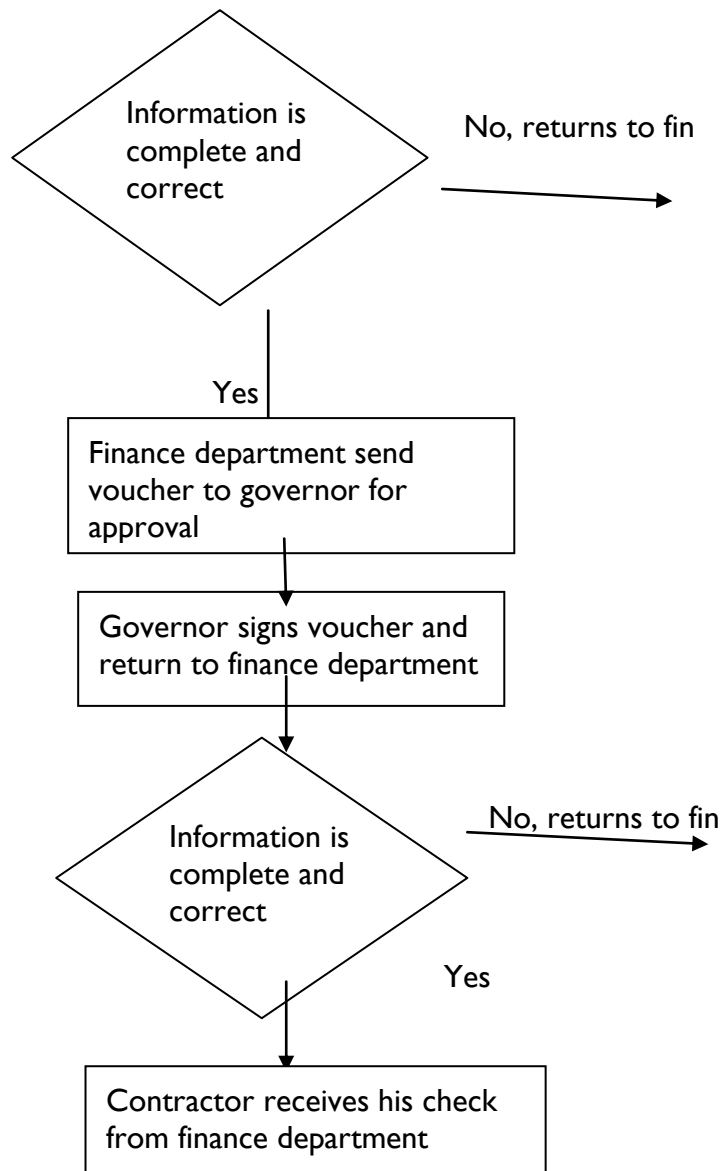 Information is
complete and
correct
No, returns to fin
Yes
Finance department send
voucher to governor for
approval
Governor signs voucher and
return to finance department
Information is
complete and
correct
No, returns to fin
Yes
Contractor receives his check
from finance department